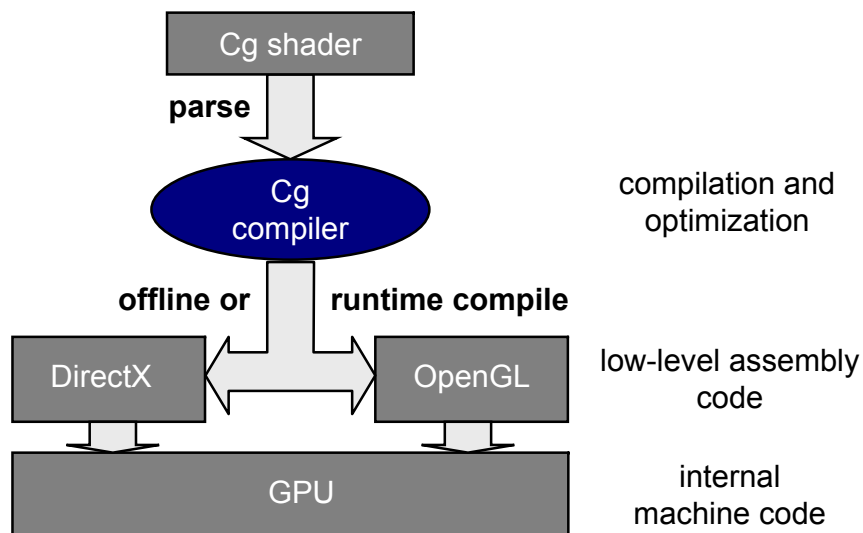 Cg shader
parse
Cg
compiler
compilation and
optimization
offline or
runtime compile
DirectX
OpenGL
low-level assembly
code
GPU
internal
machine code